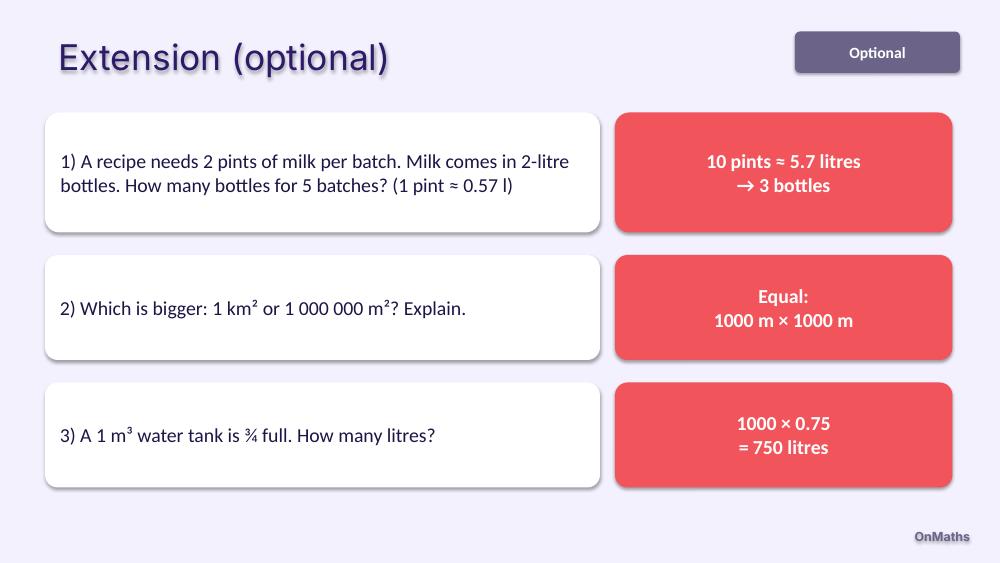 Extension (optional)
Optional
1) A recipe needs 2 pints of milk per batch. Milk comes in 2-litre
bottles. How many bottles for 5 batches? (1 pint ≈ 0.57 l)
10 pints ≈ 5.7 litres
→ 3 bottles
2) Which is bigger: 1 km² or 1 000 000 m²? Explain.
Equal:
1000 m × 1000 m
3) A 1 m³ water tank is ¾ full. How many litres?
1000 × 0.75
= 750 litres
OnMaths